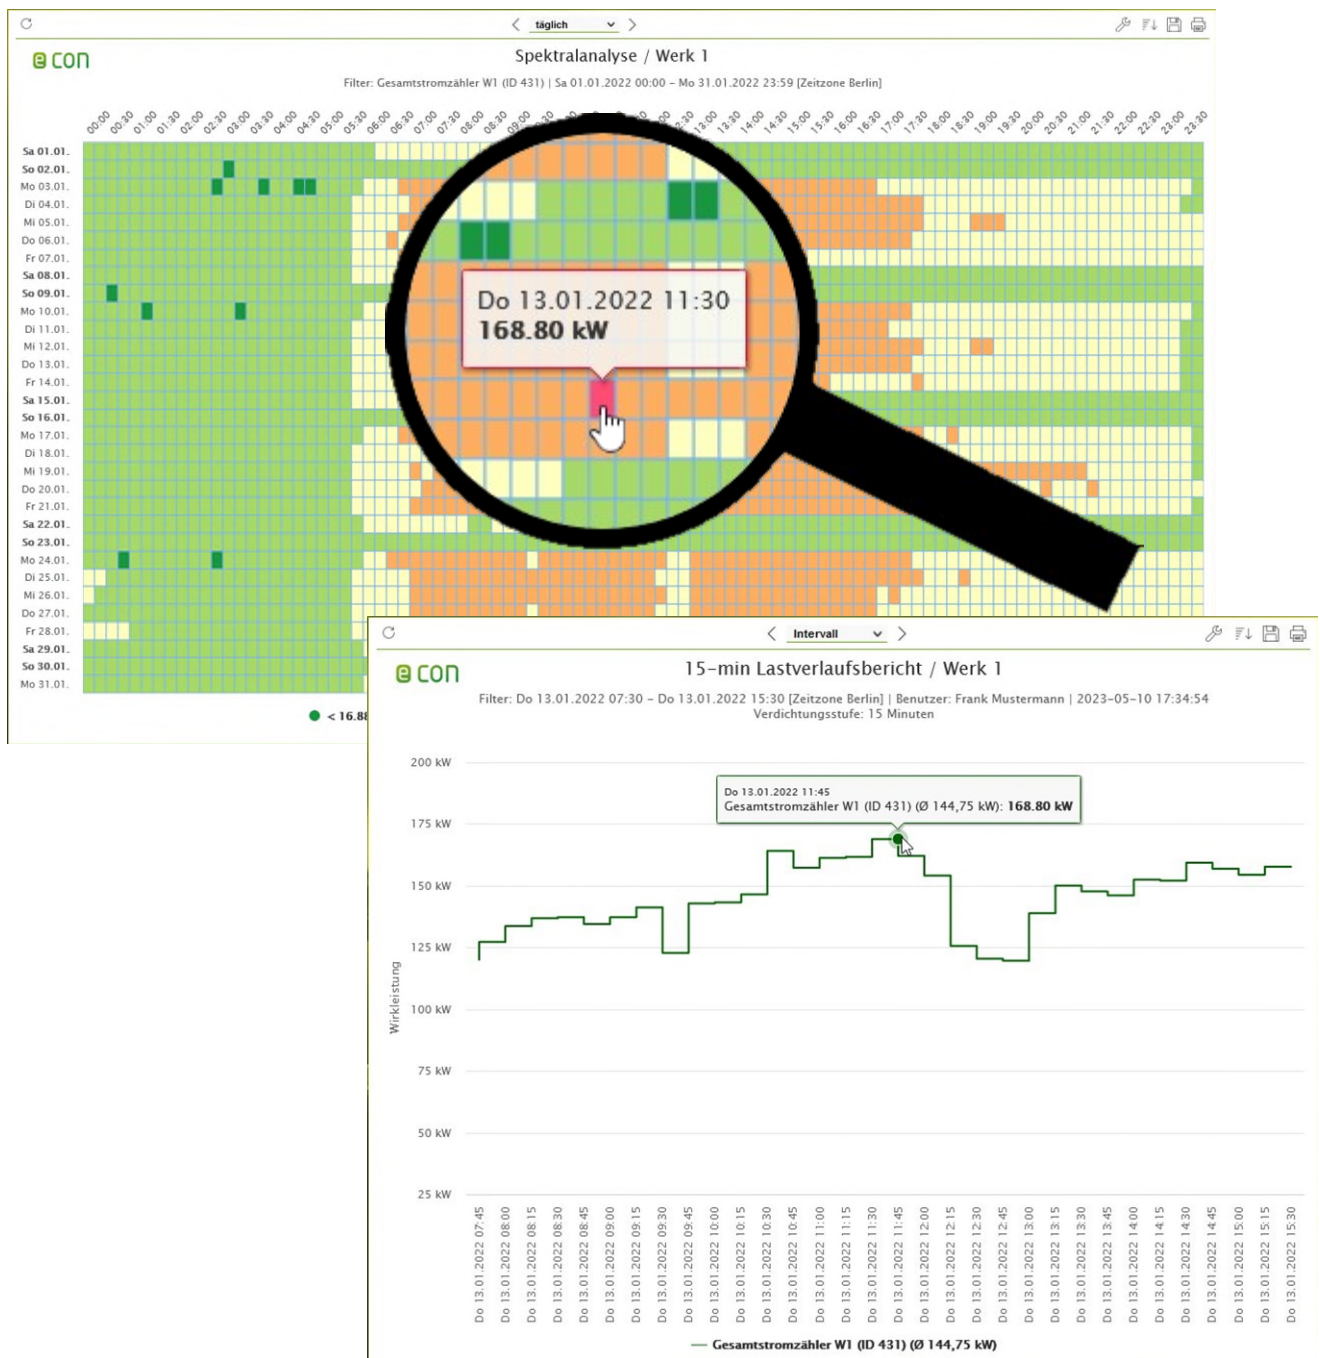 täglich
e con
Spektralanalyse / Werk 1
Filter: Gesamtstromzähler W1 (ID 431) | Sa 01.01.2022 00:00 – Mo 31.01.2022 23:59 [Zeitzone Berlin]
00:00 00:30 01:00 01:30 02:00 02:30 03:00 03:30 04:00 04:30 05:00 05:30 06:00 06:30 07:00 07:30 08:00 08:30 09:00 12:30 13:00 13:30 14:00 14:30 15:00 15:30 16:00 16:30 17:00 17:30 18:00 18:30 19:00 19:30 20:00 20:30 21:00 21:30 22:00 22:30 23:00 23:30
Sa 01.01.
So 02.01.
Mo 03.01.
Di 04.01.
Mi 05.01.
Do 06.01.
Fr 07.01.
Sa 08.01.
So 09.01.
Mo 10.01.
Di 11.01.
Mi 12.01.
Do 13.01.
Fr 14.01.
Sa 15.01.
So 16.01.
Mo 17.01.
Di 18.01.
Mi 19.01.
Do 20.01.
Fr 21.01.
Sa 22.01.
So 23.01.
Mo 24.01.
Di 25.01.
Mi 26.01.
Do 27.01.
Fr 28.01.
Sa 29.01.
So 30.01.
Mo 31.01.
Do 13.01.2022 11:30
168.80 kW
< 16.88
Intervall
e con
15-min Lastverlaufsbericht / Werk 1
Filter: Do 13.01.2022 07:30 – Do 13.01.2022 15:30 [Zeitzone Berlin] | Benutzer: Frank Mustermann | 2023-05-10 17:34:54
Verdichtungsstufe: 15 Minuten
200 kW
175 kW
150 kW
125 kW
100 kW
75 kW
50 kW
25 kW
Wirkleistung
Do 13.01.2022 11:45
Gesamtstromzähler W1 (ID 431) (Ø 144,75 kW): 168.80 kW
Do 13.01.2022 07:45
Do 13.01.2022 08:00
Do 13.01.2022 08:15
Do 13.01.2022 08:30
Do 13.01.2022 08:45
Do 13.01.2022 09:00
Do 13.01.2022 09:15
Do 13.01.2022 09:30
Do 13.01.2022 09:45
Do 13.01.2022 10:00
Do 13.01.2022 10:15
Do 13.01.2022 10:30
Do 13.01.2022 10:45
Do 13.01.2022 11:00
Do 13.01.2022 11:15
Do 13.01.2022 11:30
Do 13.01.2022 11:45
Do 13.01.2022 12:00
Do 13.01.2022 12:15
Do 13.01.2022 12:30
Do 13.01.2022 12:45
Do 13.01.2022 13:00
Do 13.01.2022 13:15
Do 13.01.2022 13:30
Do 13.01.2022 13:45
Do 13.01.2022 14:00
Do 13.01.2022 14:15
Do 13.01.2022 14:30
Do 13.01.2022 14:45
Do 13.01.2022 15:00
Do 13.01.2022 15:15
Do 13.01.2022 15:30
Gesamtstromzähler W1 (ID 431) (Ø 144,75 kW)